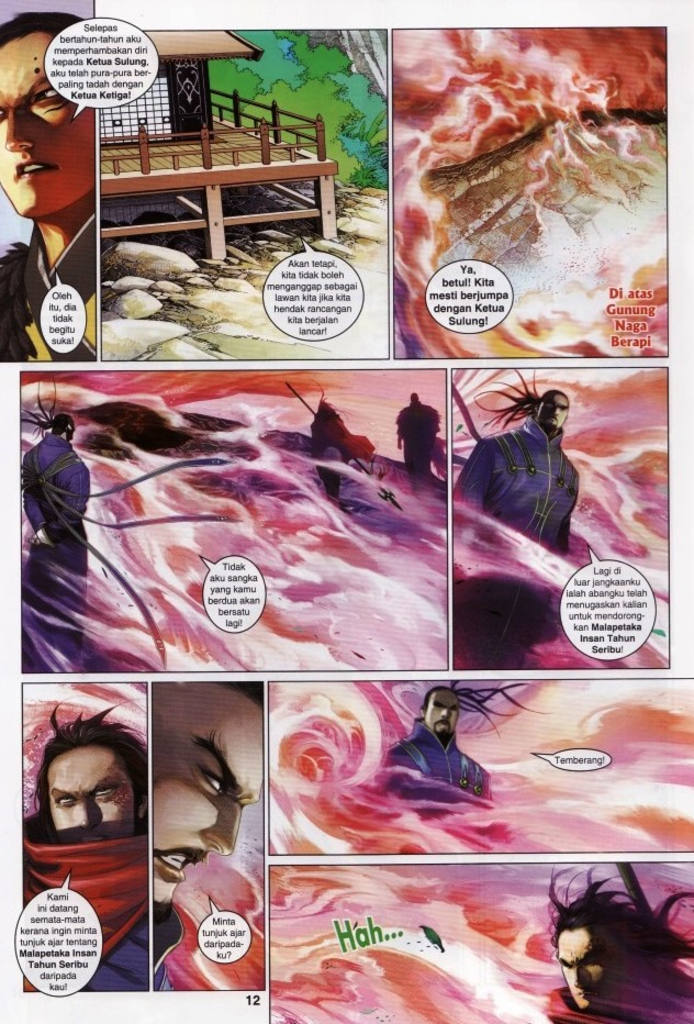 Selepas
bertahun-tahun aku
memperhambakan diri
kepada Ketua Sulung,
aku telah pura-pura ber-
paling tadah dengan
Ketua Ketiga!
Oleh
itu, dia
tidak
begitu
suka!
Akan tetapi,
kita tidak boleh
menganggap sebagai
lawan kita jika kita
hendak rancangan
kita berjalan
lancar!
Ya,
betul! Kita
mesti berjumpa
dengan Ketua
Sulung!
Di atas
Gunung
Naga
Berapi
Tidak
aku sangka
yang kamu
berdua akan
bersatu
lagi!
Lagi di
luar jangkaanku
ialah abangku telah
menugaskan kalian
untuk mendorong-
kan Malapetaka
Insan Tahun
Seribu!
Kami
ini datang
semata-mata
kerana ingin minta
tunjuk ajar tentang
Malapetaka Insan
Tahun Seribu
daripada
kau!
Minta
tunjuk ajar
daripada-
ku?
Temberang!
Hah...
12